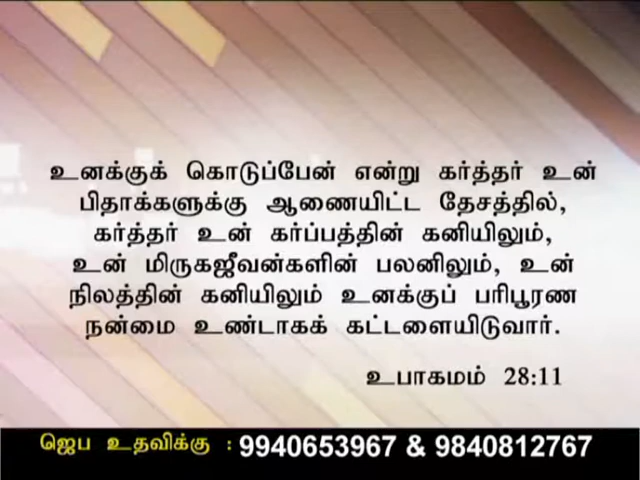 உனக்குக் கொடுப்பேன் என்று கர்த்தர் உன்
பிதாக்களுக்கு ஆணையிட்ட தேசத்தில்,
கர்த்தர் உன் கர்ப்பத்தின் கனியிலும்,
உன் மிருகஜீவன்களின் பலனிலும், உன்
நிலத்தின் கனியிலும் உனக்குப் பரிபூரண
நன்மை உண்டாகக் கட்டளையிடுவார்.
உபாகமம் 28:11
ஜெப உதவிக்கு : 9940653967 & 9840812767